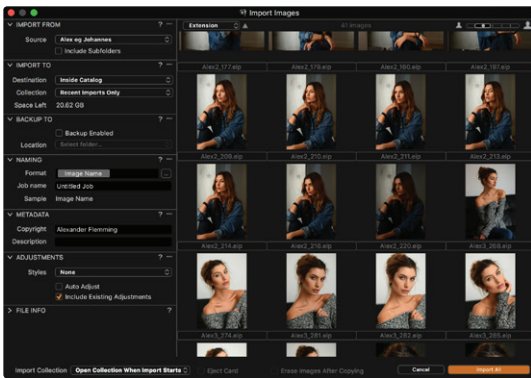 Import Images
IMPORT FROM ? ...
Source Alex og Johannes
Include Subfolders
IMPORT TO ? ...
Destination Inside Catalog
Collection Recent Imports Only
Space Left 20.82 GB
BACKUP TO ? ...
Backup Enabled
Location Select folder...
NAMING ? ...
Format Image Name ...
Job name Untitled Job
Sample Image Name
METADATA ? ...
Copyright Alexander Flemming
Description
ADJUSTMENTS ? ...
Styles None
Auto Adjust
Include Existing Adjustments
FILE INFO ?
Extension 41 Images
Alex2_177.eip Alex2_179.eip Alex2_190.eip Alex2_197.eip
Alex2_209.eip Alex2_210.eip Alex2_211.eip Alex2_213.eip
Alex2_214.eip Alex2_216.eip Alex2_220.eip Alex3_266.eip
Alex3_274.eip Alex3_281.eip Alex3_282.eip Alex3_285.eip
Import Collection Open Collection When Import Starts Eject Card Erase Images After Copying Cancel Import All